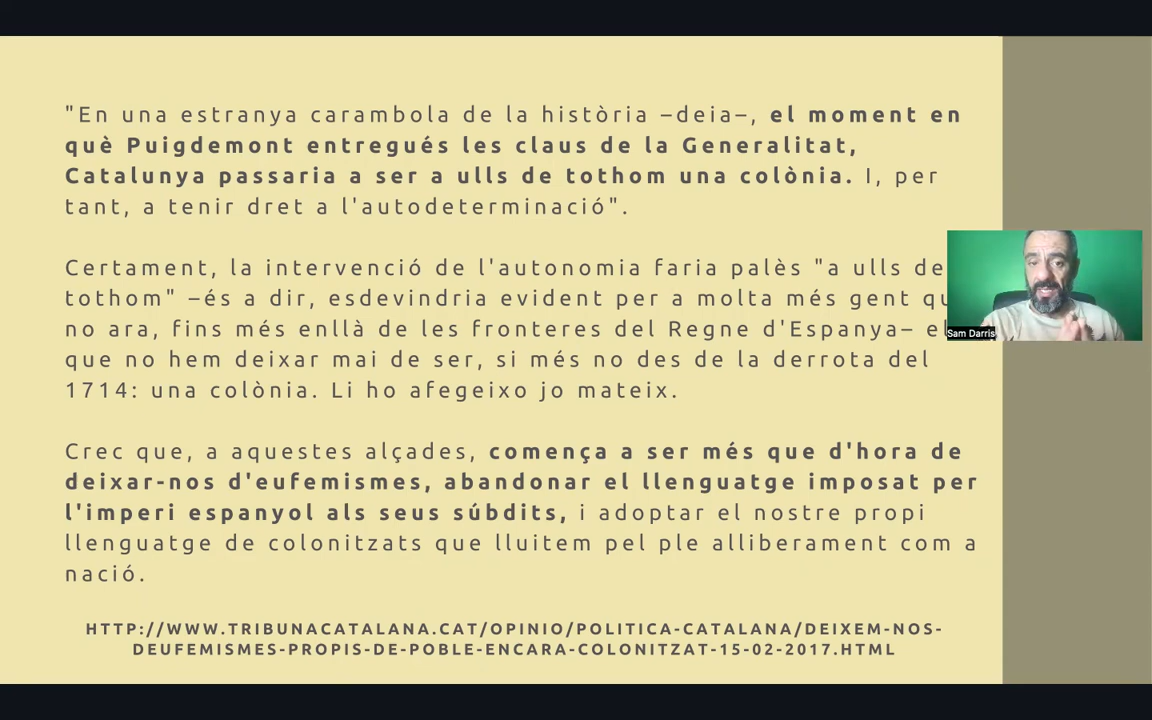 "En una estranya carambola de la història –deia–, el moment en
què Puigdemont entregués les claus de la Generalitat,
Catalunya passaria a ser a ulls de tothom una colònia. I, per
tant, a tenir dret a l'autodeterminació".
Certament, la intervenció de l'autonomia faria palès "a ulls de
tothom" –és a dir, esdevindria evident per a molta més gent
no ara, fins més enllà de les fronteres del Regne d'Espanya–
que no hem deixar mai de ser, si més no des de la derrota del
1714: una colònia. Li ho afegeixo jo mateix.
Crec que, a aquestes alçades, comença a ser més que d'hora de
deixar-nos d'eufemismes, abandonar el llenguatge imposat per
l'imperi espanyol als seus súbdits, i adoptar el nostre propi
llenguatge de colonitzats que lluitem pel ple alliberament com a
nació.
HTTP://WWW.TRIBUNACATALANA.CAT/OPINIO/POLITICA-CATALANA/DEIXEM-NOS-
DEUFEMISMES-PROPIS-DE-POBLE-ENCARA-COLONITZAT-15-02-2017.HTML
Sam Darris